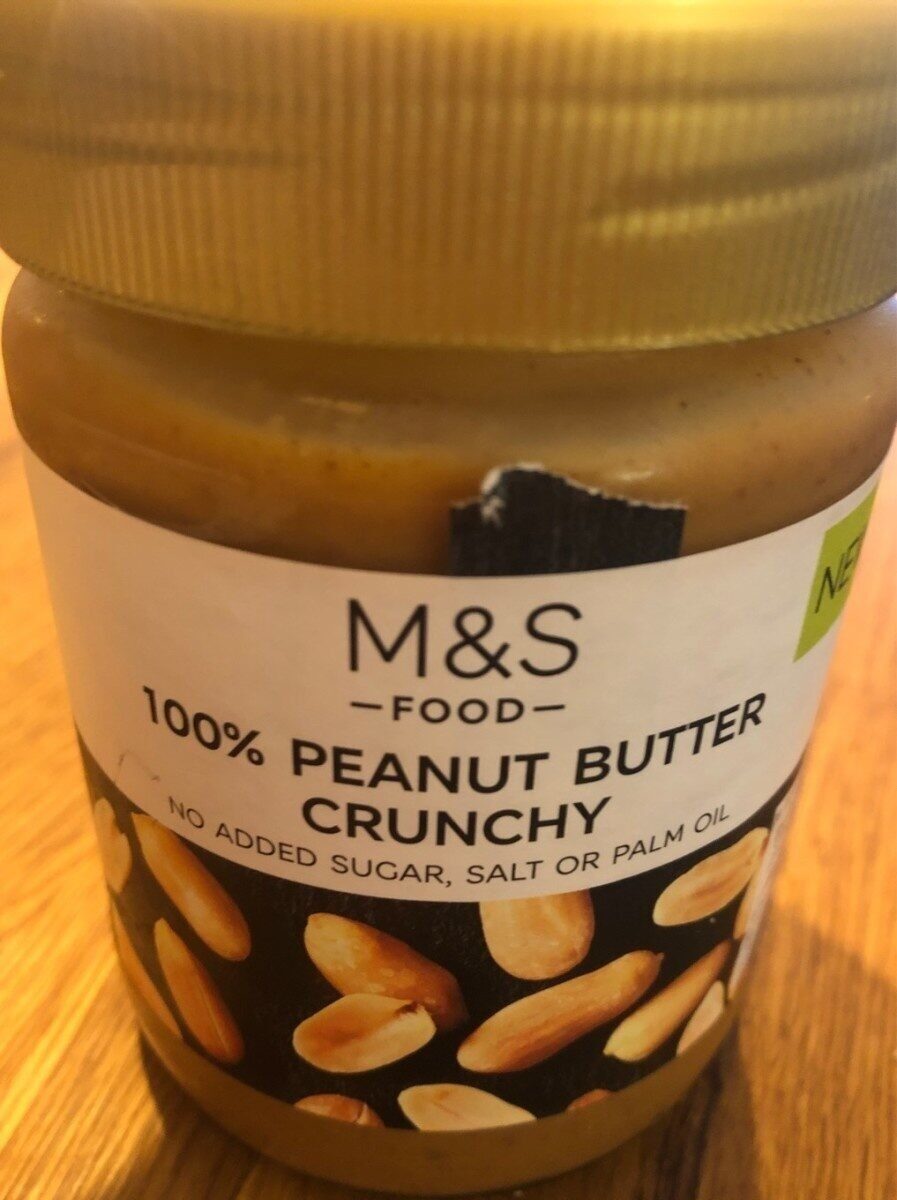 M&S
—FOOD—
100% PEANUT BUTTER
CRUNCHY
NO ADDED SUGAR, SALT OR PALM OIL